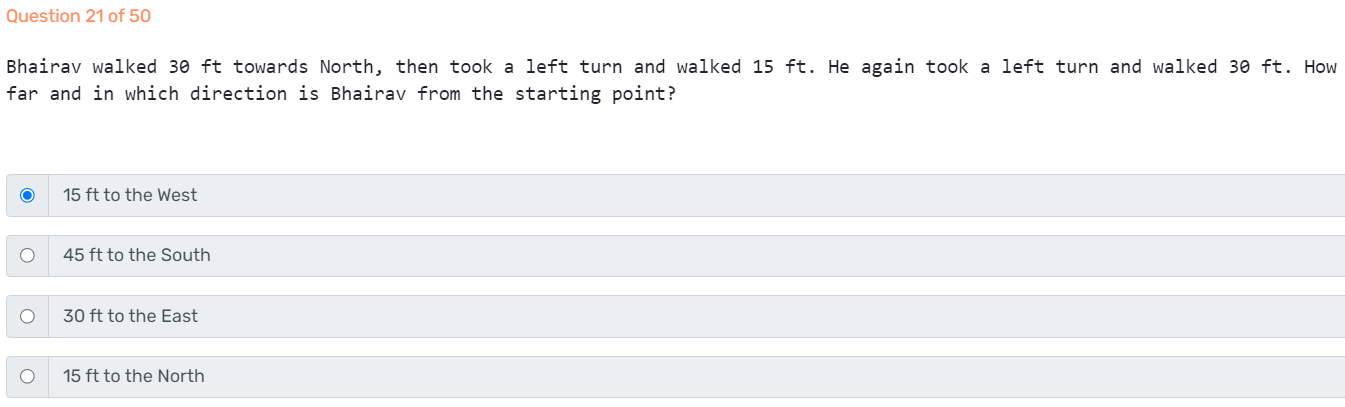 Question 21 of 50
Bhairav walked 30 ft towards North, then took a left turn and walked 15 ft. He again took a left turn and walked 30 ft. How
far and in which direction is Bhairav from the starting point?
15 ft to the West
45 ft to the South
30 ft to the East
15 ft to the North